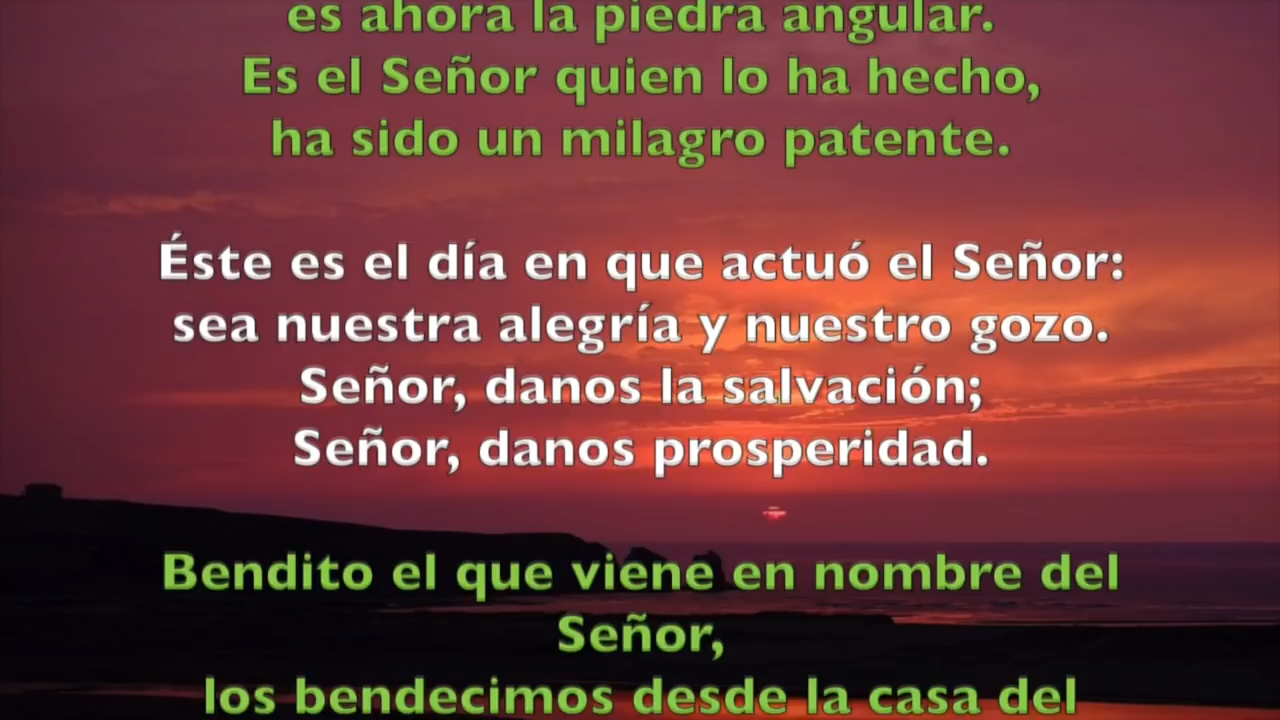 es ahora la piedra angular.
Es el Señor quien lo ha hecho,
ha sido un milagro patente.
Éste es el día en que actuó el Señor:
sea nuestra alegría y nuestro gozo.
Señor, danos la salvación;
Señor, danos prosperidad.
Bendito el que viene en nombre del
Señor,
los bendecimos desde la casa del